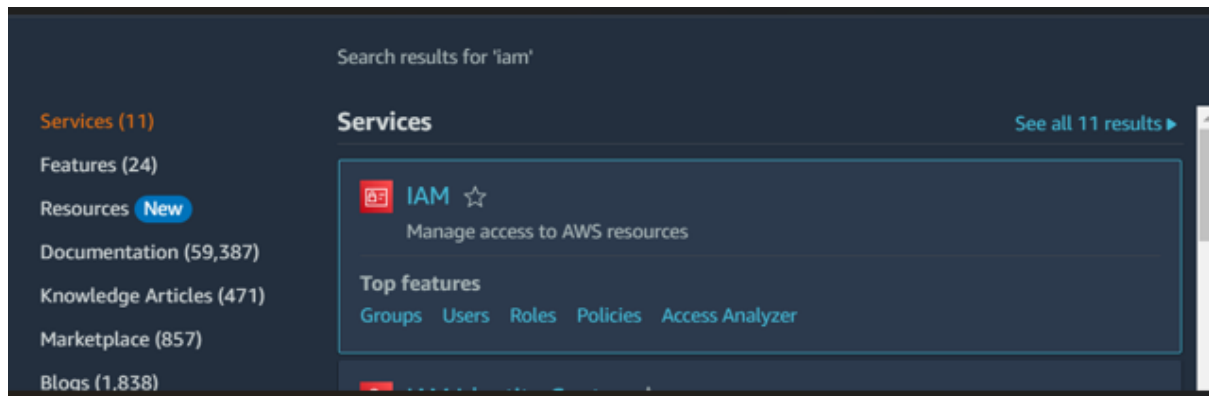 Search results for 'iam'
Services (11)
Features (24)
Resources New
Documentation (59,387)
Knowledge Articles (471)
Marketplace (857)
Blogs (1,838)
Services
See all 11 results ▶
IAM
Manage access to AWS resources
Top features
Groups Users Roles Policies Access Analyzer